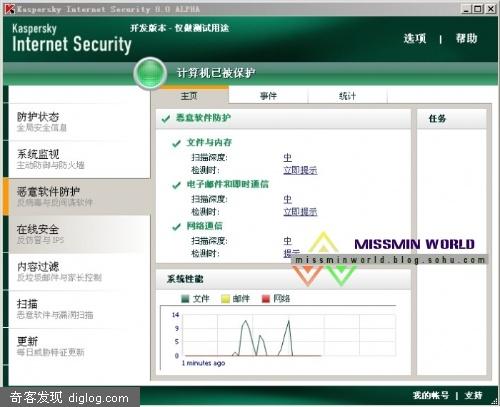 Kaspersky Internet Security 8.0 ALPHA
Kaspersky
Internet Security
开发版本 - 仅做测试用途
选项 | 帮助
计算机已被保护
主页 事件 统计
防护状态
全局安全信息
系统监视
主动防御与防火墙
恶意软件防护
反病毒与反间谍软件
在线安全
反仿冒与 IPS
内容过滤
反垃圾邮件与家长控制
扫描
恶意软件与漏洞扫描
更新
每日威胁特征更新
恶意软件防护
文件与内存
扫描深度: 中
检测时: 立即提示
电子邮件和即时通信
扫描深度: 中
检测时: 立即提示
网络通信
扫描深度: 中
检测时: 提示
任务
MISSMIN WORLD
missminworld.blog.sohu.com
系统性能
文件 邮件 网络
14
9
5
0
1 minutes ago
奇客发现 diglog.com
我的帐号 | 支持